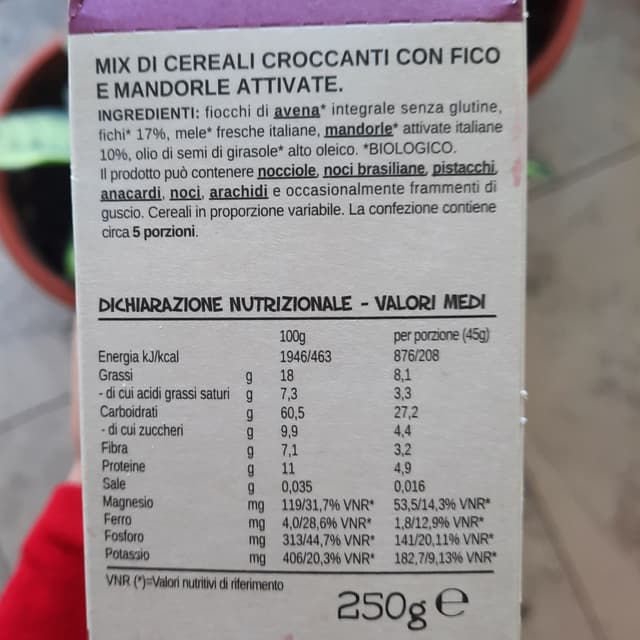 MIX DI CEREALI CROCCANTI CON FICO
E MANDORLE ATTIVATE.
INGREDIENTI: fiocchi di avena* integrale senza glutine,
fichi* 17%, mele* fresche italiane, mandorle* attivate italiane
10%, olio di semi di girasole* alto oleico. *BIOLOGICO.
Il prodotto può contenere nocciole, noci brasiliane, pistacchi,
anacardi, noci, arachidi e occasionalmente frammenti di
guscio. Cereali in proporzione variabile. La confezione contiene
circa 5 porzioni.
DICHIARAZIONE NUTRIZIONALE - VALORI MEDI
100g per porzione (45g)
Energia kJ/kcal 1946/463 876/208
Grassi g 18 8,1
- di cui acidi grassi saturi g 7,3 3,3
Carboidrati g 60,5 27,2
- di cui zuccheri g 9,9 4,4
Fibra g 7,1 3,2
Proteine g 11 4,9
Sale g 0,035 0,016
Magnesio mg 119/31,7% VNR* 53,5/14,3% VNR*
Ferro mg 4,0/28,6% VNR* 1,8/12,9% VNR*
Fosforo mg 313/44,7% VNR* 141/20,11% VNR*
Potassio mg 406/20,3% VNR* 182,7/9,13% VNR*
VNR (*)=Valori nutritivi di riferimento
250g e